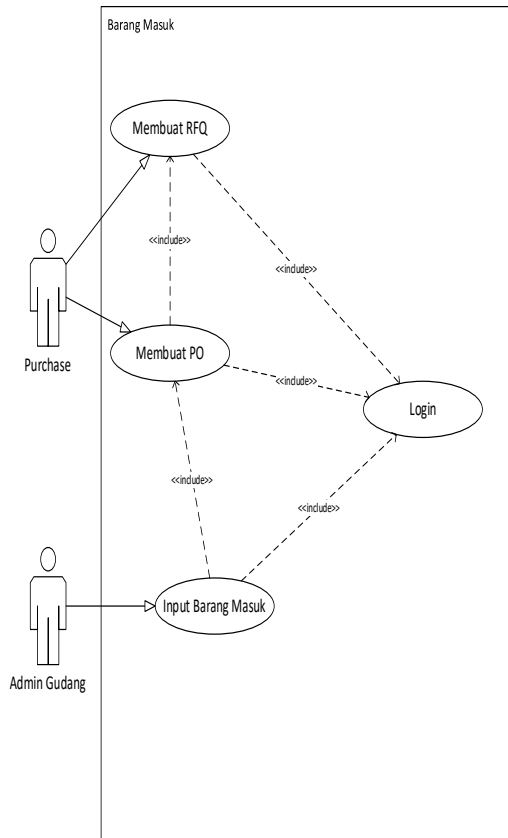 Barang Masuk
Membuat RFQ
<<include>>
<<include>>
Purchase
Membuat PO
<<include>>
Login
<<include>>
<<include>>
Input Barang Masuk
Admin Gudang